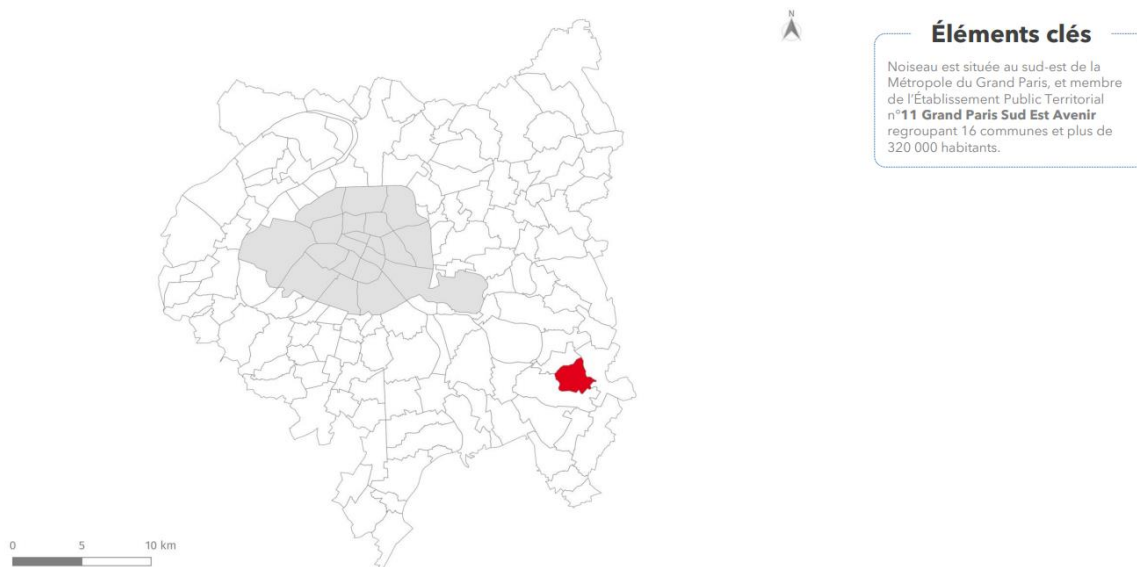 N
Éléments clés
Noiseau est située au sud-est de la
Métropole du Grand Paris, et membre
de l'Établissement Public Territorial
n°11 Grand Paris Sud Est Avenir
regroupant 16 communes et plus de
320 000 habitants.
0 5 10 km